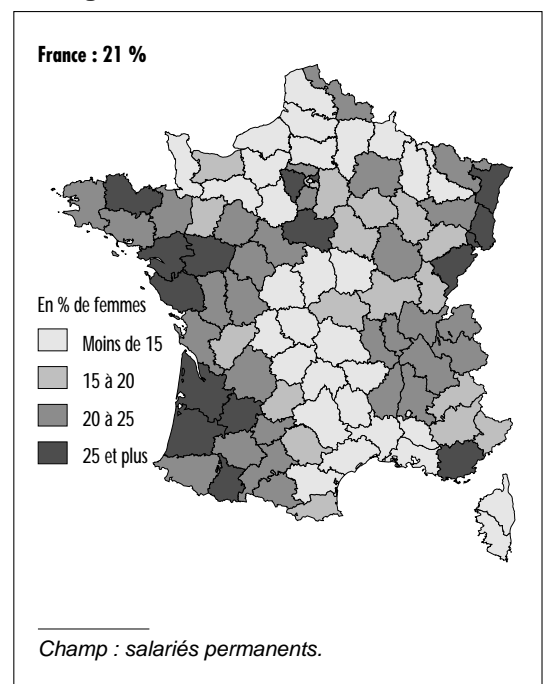 France : 21 %
En % de femmes
Moins de 15
15 à 20
20 à 25
25 et plus
Champ : salariés permanents.